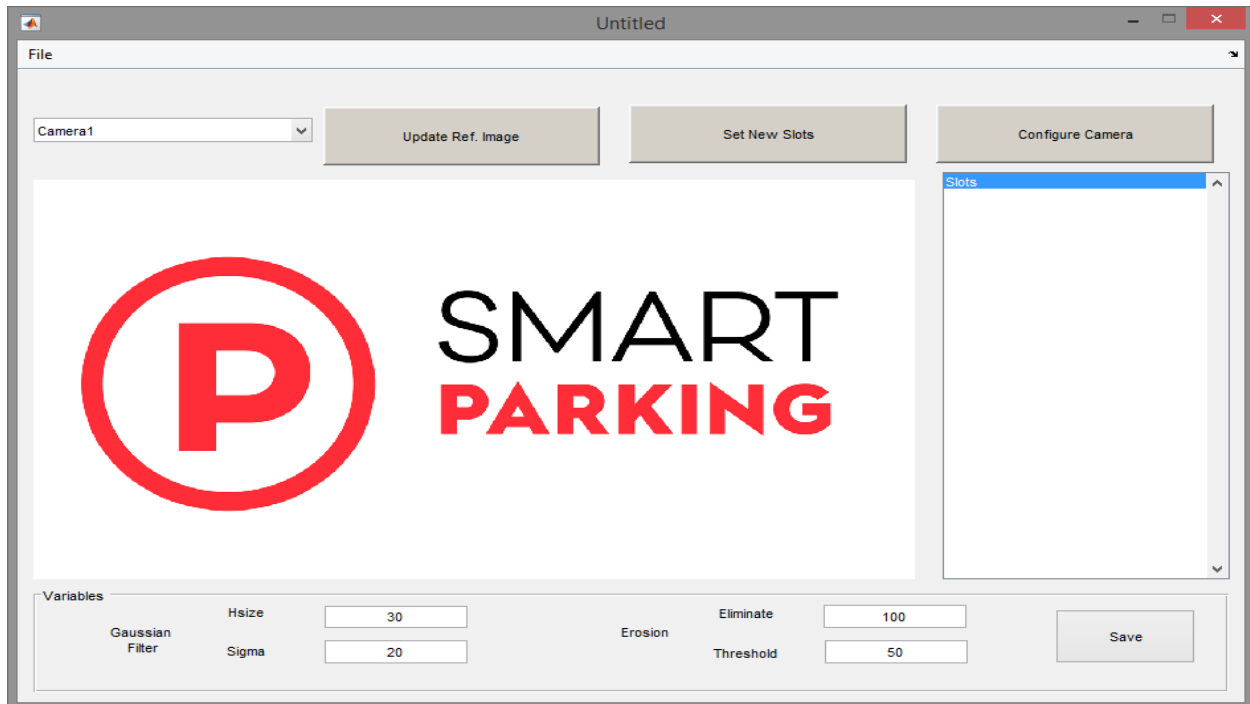 Untitled
File
Camera1
Update Ref. Image
Set New Slots
Configure Camera
Slots
P
SMART
PARKING
Variables
Gaussian
Filter
Hsize
30
Sigma
20
Erosion
Eliminate
100
Threshold
50
Save